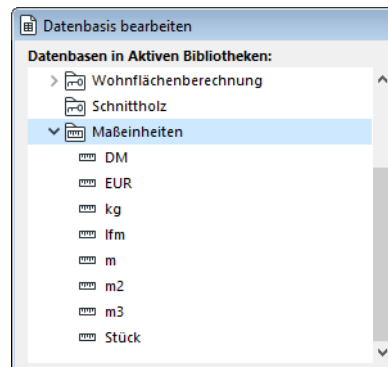 Datenbasis bearbeiten
Datenbasen in Aktiven Bibliotheken:
Wohnflächenberechnung
Schnittholz
Maßeinheiten
DM
EUR
kg
lfm
m
m2
m3
Stück